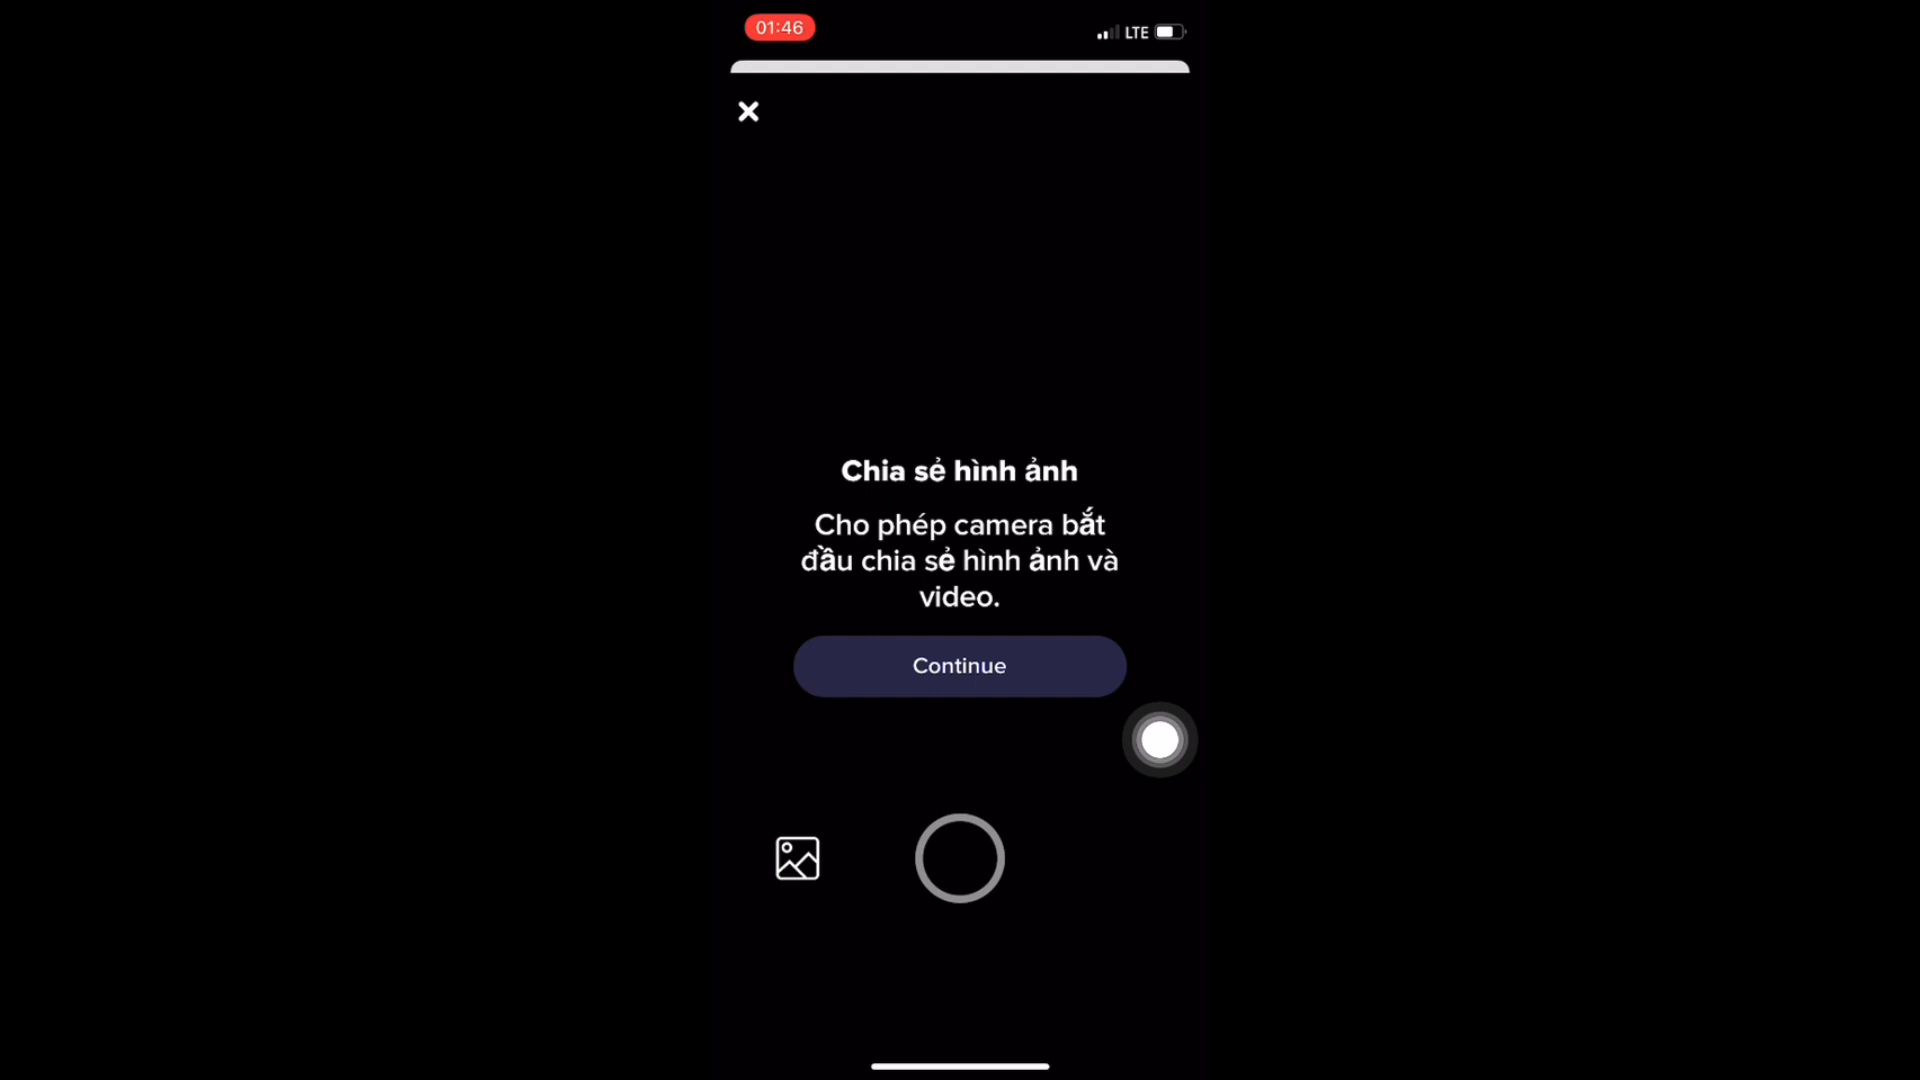 01:46
LTE
Chia sẻ hình ảnh
Cho phép camera bắt
đầu chia sẻ hình ảnh và
video.
Continue